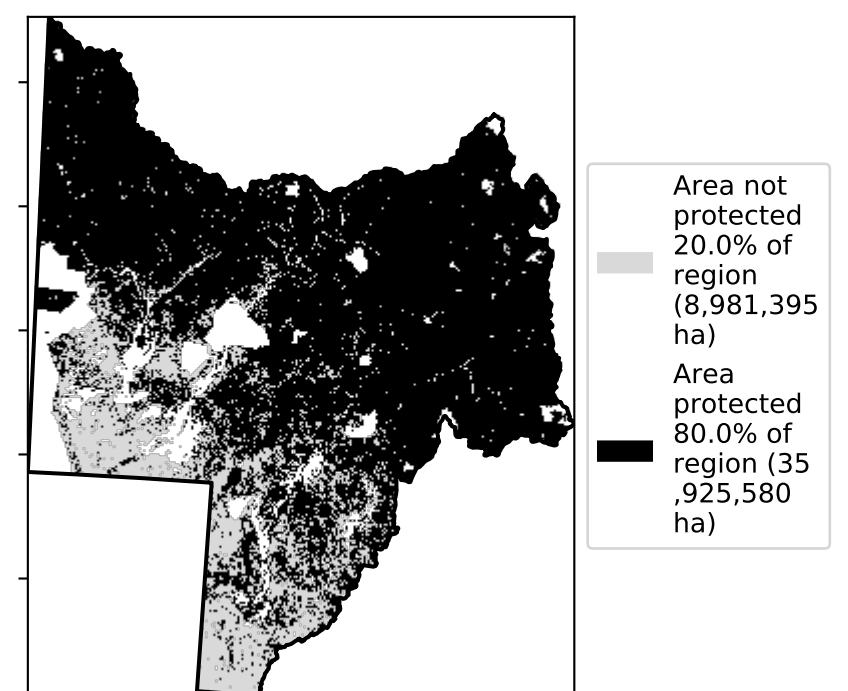 Area not
protected
20.0% of
region
(8,981,395
ha)
Area
protected
80.0% of
region (35
,925,580
ha)